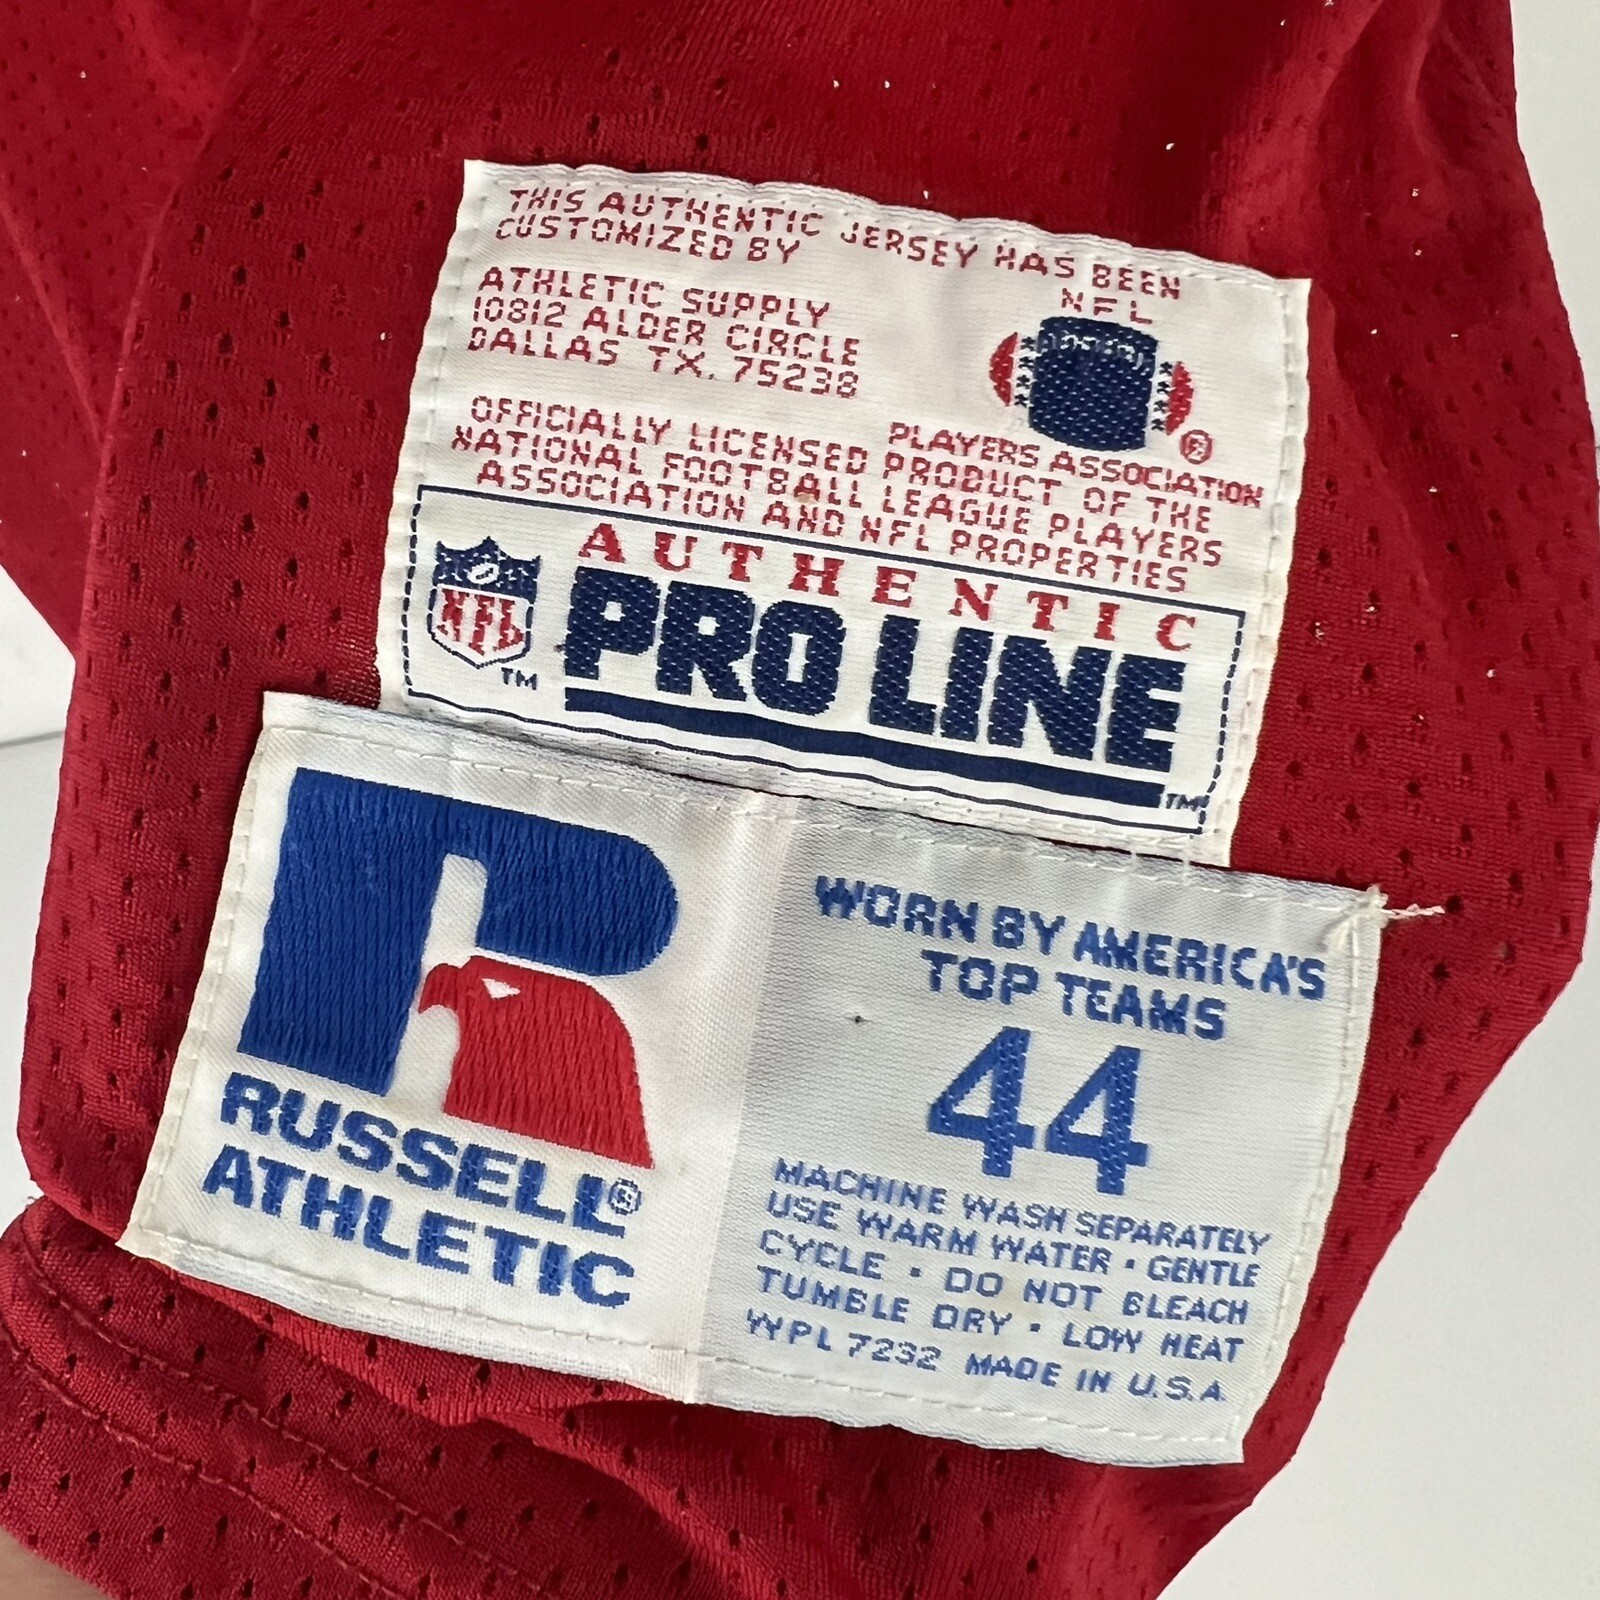 THIS AUTHENTIC JERSEY HAS BEEN
CUSTOMIZED BY
ATHLETIC SUPPLY
10812 ALDER CIRCLE
DALLAS TX. 75238
NFL
PLAYERS ASSOCIATION
®
OFFICIALLY LICENSED PRODUCT OF THE
NATIONAL FOOTBALL LEAGUE PLAYERS
ASSOCIATION AND NFL PROPERTIES
NFL
TM
AUTHENTIC
PRO LINE
TM
RUSSELL®
ATHLETIC
WORN BY AMERICA'S
TOP TEAMS
44
MACHINE WASH SEPARATELY
USE WARM WATER · GENTLE
CYCLE · DO NOT BLEACH
TUMBLE DRY · LOW HEAT
WPL 7232 MADE IN U.S.A.